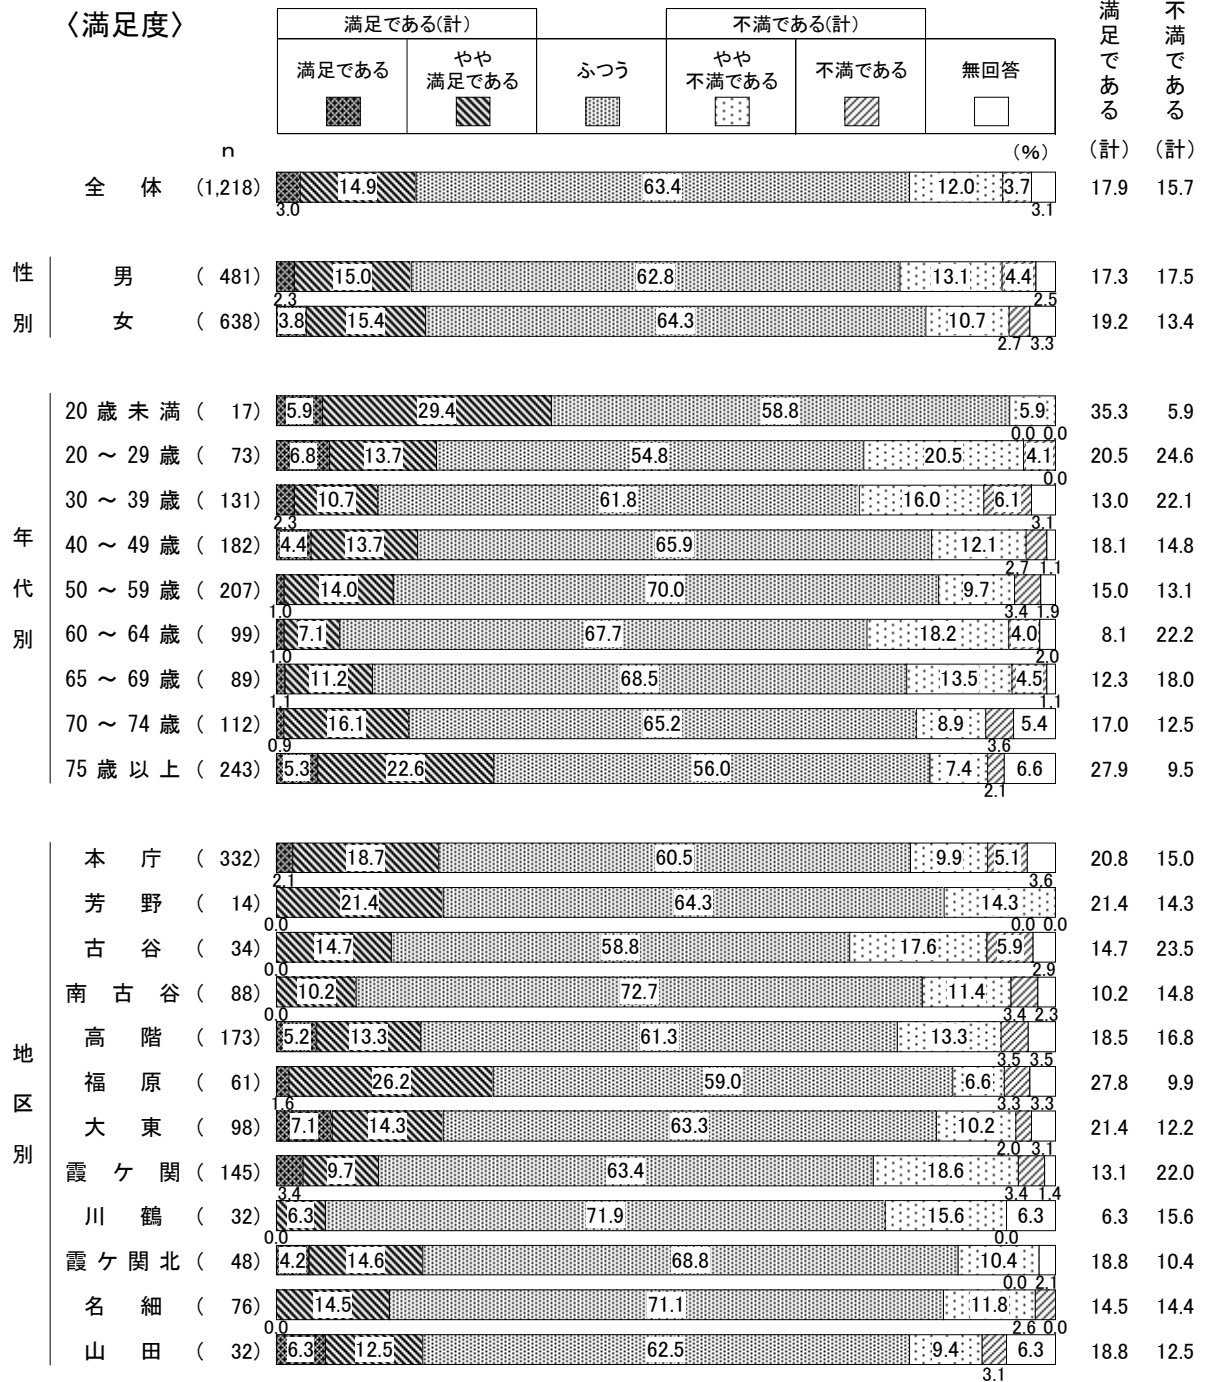 〈満足度〉
満足である(計)
不満である(計)
満足である
やや
満足である
ふつう
やや
不満である
不満である
無回答
満足である(計)
不満である(計)
n
(%)
全体 (1,218) 3.0 14.9 63.4 12.0 3.7 3.1 17.9 15.7
性別
男 ( 481) 2.3 15.0 62.8 13.1 4.4 2.5 17.3 17.5
女 ( 638) 3.8 15.4 64.3 10.7 2.7 3.3 19.2 13.4
年代別
20歳未満 ( 17) 5.9 29.4 58.8 5.9 0.0 0.0 35.3 5.9
20～29歳 ( 73) 6.8 13.7 54.8 20.5 4.1 0.0 20.5 24.6
30～39歳 ( 131) 2.3 10.7 61.8 16.0 6.1 3.1 13.0 22.1
40～49歳 ( 182) 4.4 13.7 65.9 12.1 2.7 1.1 18.1 14.8
50～59歳 ( 207) 1.0 14.0 70.0 9.7 3.4 1.9 15.0 13.1
60～64歳 ( 99) 1.0 7.1 67.7 18.2 4.0 2.0 8.1 22.2
65～69歳 ( 89) 1.1 11.2 68.5 13.5 4.5 1.1 12.3 18.0
70～74歳 ( 112) 0.9 16.1 65.2 8.9 3.6 5.4 17.0 12.5
75歳以上 ( 243) 5.3 22.6 56.0 7.4 2.1 6.6 27.9 9.5
地区別
本庁 ( 332) 2.1 18.7 60.5 9.9 5.1 3.6 20.8 15.0
芳野 ( 14) 0.0 21.4 64.3 14.3 0.0 0.0 21.4 14.3
古谷 ( 34) 0.0 14.7 58.8 17.6 5.9 2.9 14.7 23.5
南古谷 ( 88) 0.0 10.2 72.7 11.4 3.4 2.3 10.2 14.8
高階 ( 173) 5.2 13.3 61.3 13.3 3.5 3.5 18.5 16.8
福原 ( 61) 1.6 26.2 59.0 6.6 3.3 3.3 27.8 9.9
大東 ( 98) 7.1 14.3 63.3 10.2 2.0 3.1 21.4 12.2
霞ケ関 ( 145) 3.4 9.7 63.4 18.6 3.4 1.4 13.1 22.0
川鶴 ( 32) 0.0 6.3 71.9 15.6 0.0 6.3 6.3 15.6
霞ケ関北 ( 48) 4.2 14.6 68.8 10.4 0.0 2.1 18.8 10.4
名細 ( 76) 0.0 14.5 71.1 11.8 2.6 0.0 14.5 14.4
山田 ( 32) 6.3 12.5 62.5 9.4 3.1 6.3 18.8 12.5